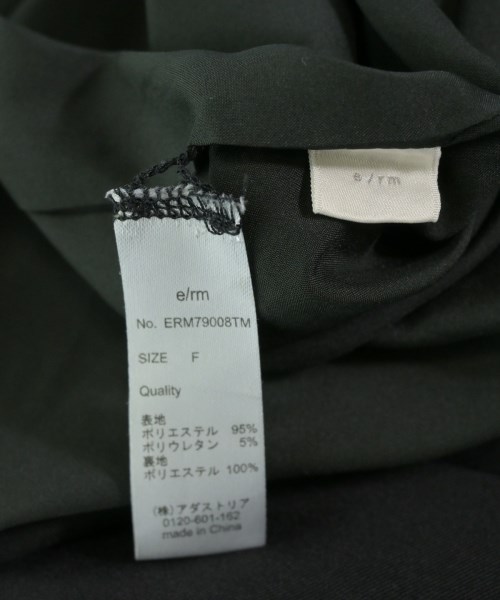 e/rm
e/rm
No. ERM79008TM
SIZE F
Quality
表地
ポリエステル 95%
ポリウレタン 5%
裏地
ポリエステル 100%
(株)アダストリア
0120-601-162
made in China